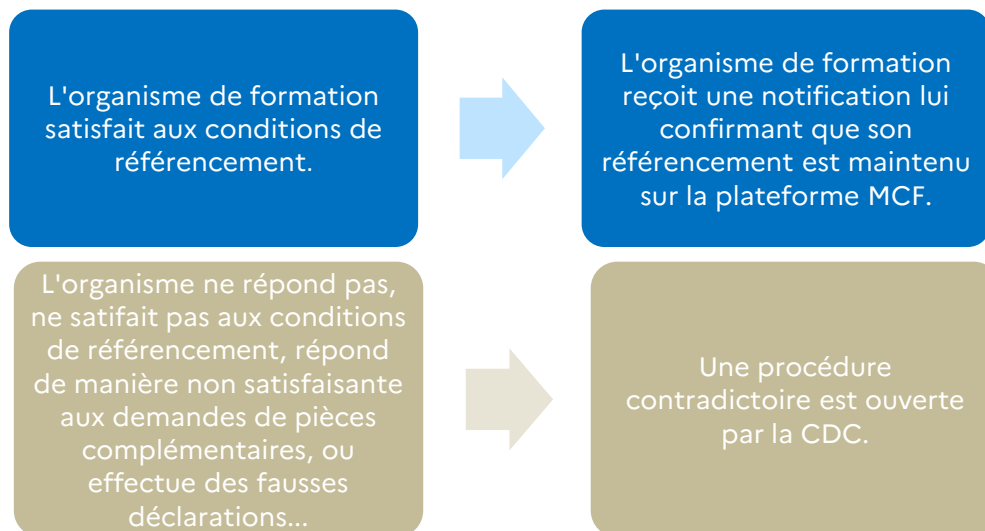 L'organisme de formation
satisfait aux conditions de
référencement.
L'organisme de formation
reçoit une notification lui
confirmant que son
référencement est maintenu
sur la plateforme MCF.
L'organisme ne répond pas,
ne satifait pas aux conditions
de référencement, répond
de manière non satisfaisante
aux demandes de pièces
complémentaires, ou
effectue des fausses
déclarations...
Une procédure
contradictoire est ouverte
par la CDC.